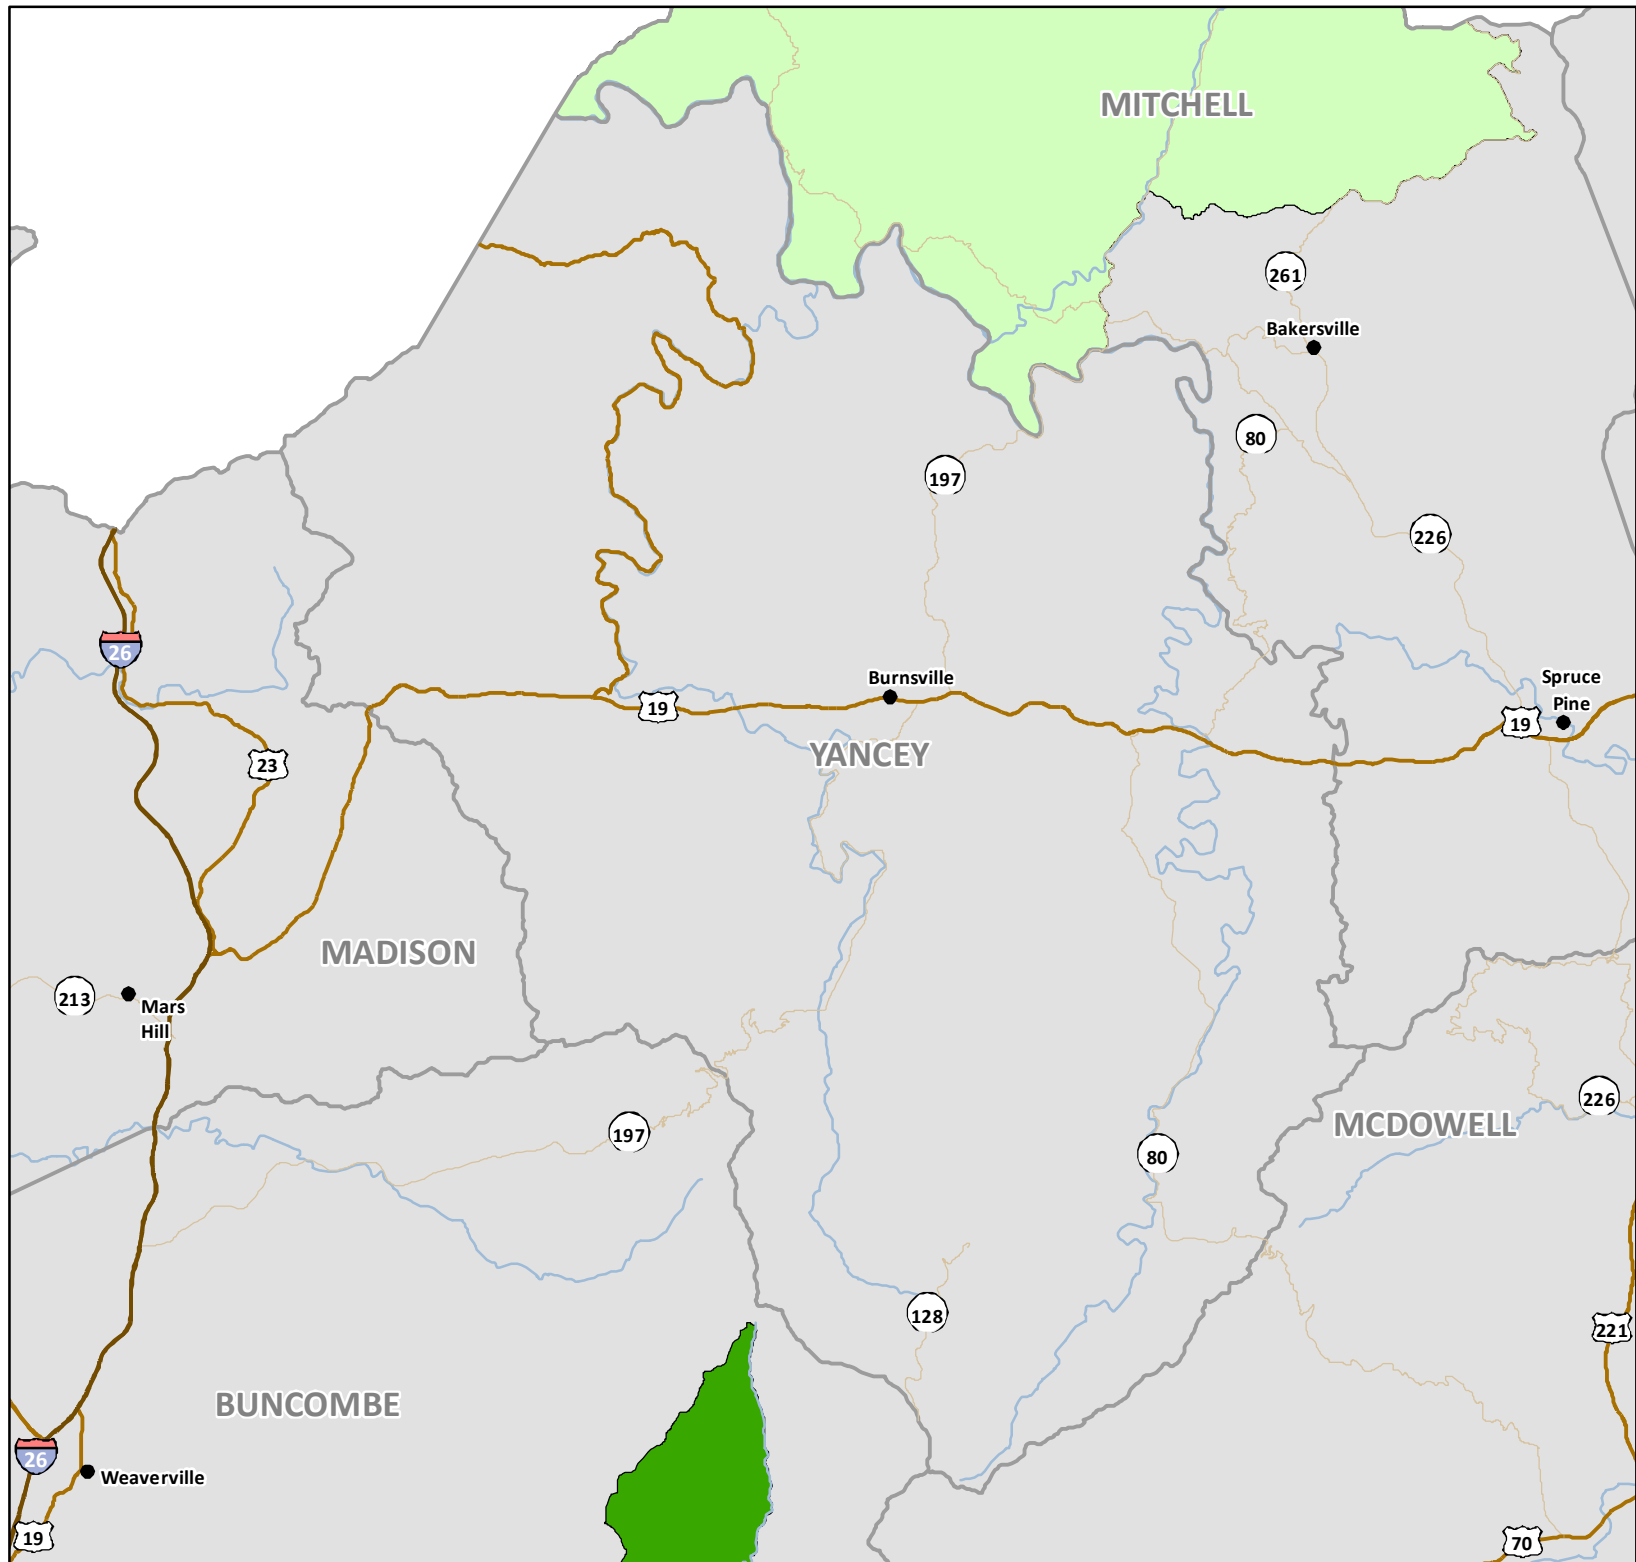 MITCHELL
261
Bakersville
80
197
226
26
Burnsville
Spruce
Pine
19
19
YANCEY
23
MADISON
213
Mars
Hill
226
MCDOWELL
197
80
128
221
BUNCOMBE
26
Weaverville
19
70